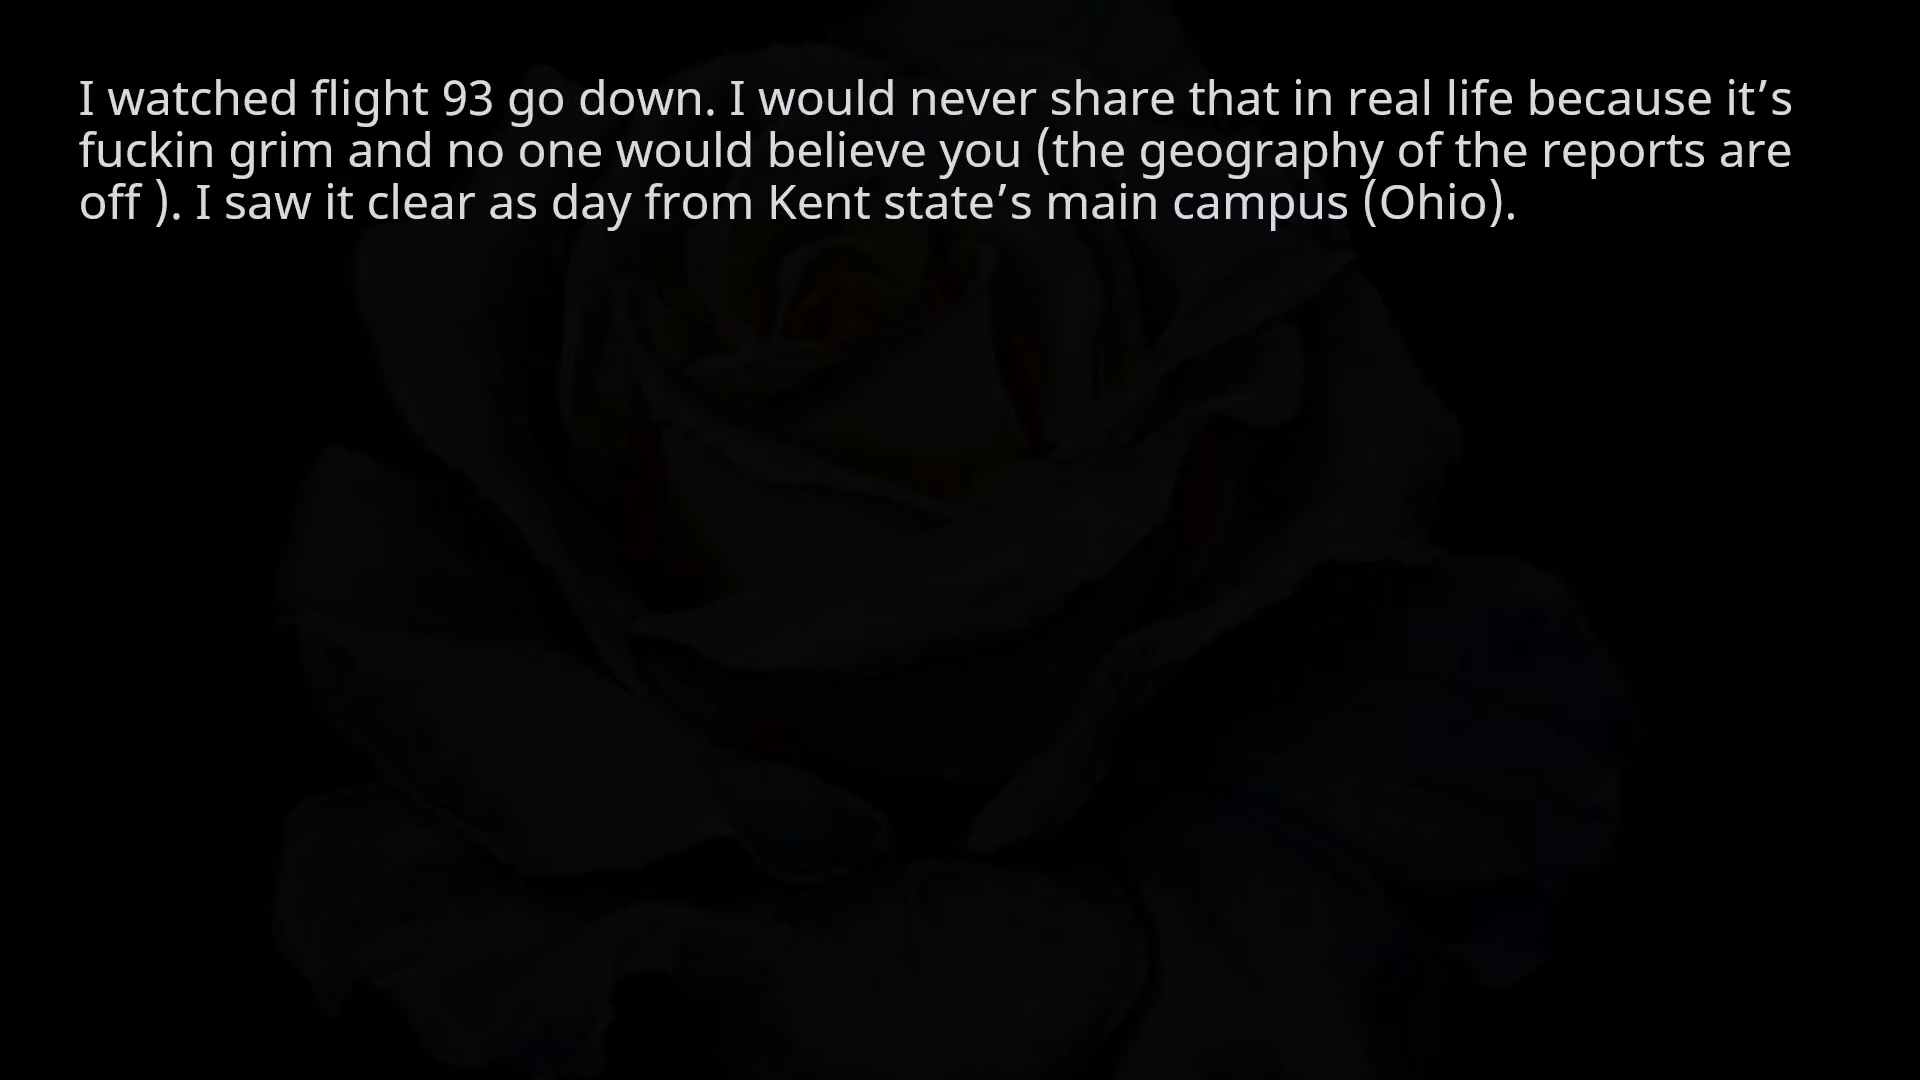 I watched flight 93 go down. I would never share that in real life because it’s
fuckin grim and no one would believe you (the geography of the reports are
off ). I saw it clear as day from Kent state’s main campus (Ohio).